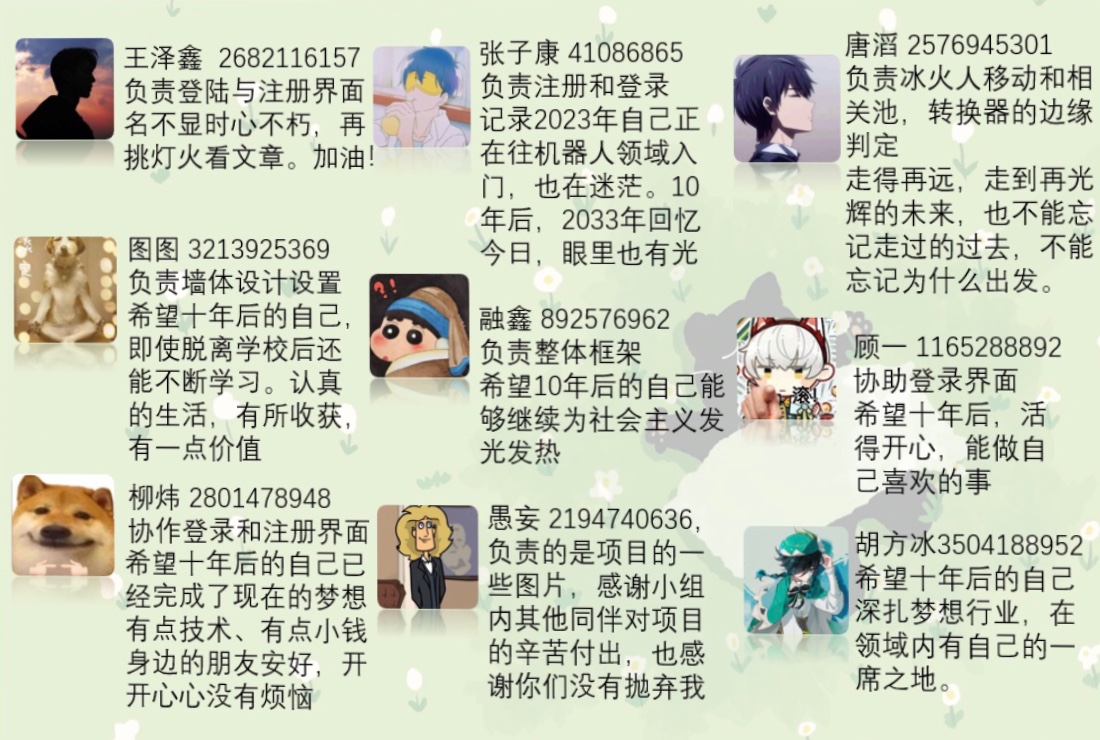 王泽鑫 2682116157
负责登陆与注册界面
名不显时心不朽，再
挑灯火看文章。加油!
张子康 41086865
负责注册和登录
记录2023年自己正
在往机器人领域入
门，也在迷茫。10
年后，2033年回忆
今日，眼里也有光
唐滔 2576945301
负责冰火人移动和相
关池，转换器的边缘
判定
走得再远，走到再光
辉的未来，也不能忘
记走过的过去，不能
忘记为什么出发。
图图 3213925369
负责墙体设计设置
希望十年后的自己，
即使脱离学校后还
能不断学习。认真
的生活，有所收获，
有一点价值
??!
融鑫 892576962
负责整体框架
希望10年后的自己能
够继续为社会主义发
光发热
滚!
顾一 1165288892
协助登录界面
希望十年后，活
得开心，能做自
己喜欢的事
柳炜 2801478948
协作登录和注册界面
希望十年后的自己已
经完成了现在的梦想
有点技术、有点小钱
身边的朋友安好，开
开心心没有烦恼
愚妄 2194740636，
负责的是项目的一
些图片，感谢小组
内其他同伴对项目
的辛苦付出，也感
谢你们没有抛弃我
胡方冰3504188952
希望十年后的自己
深扎梦想行业，在
领域内有自己的一
席之地。